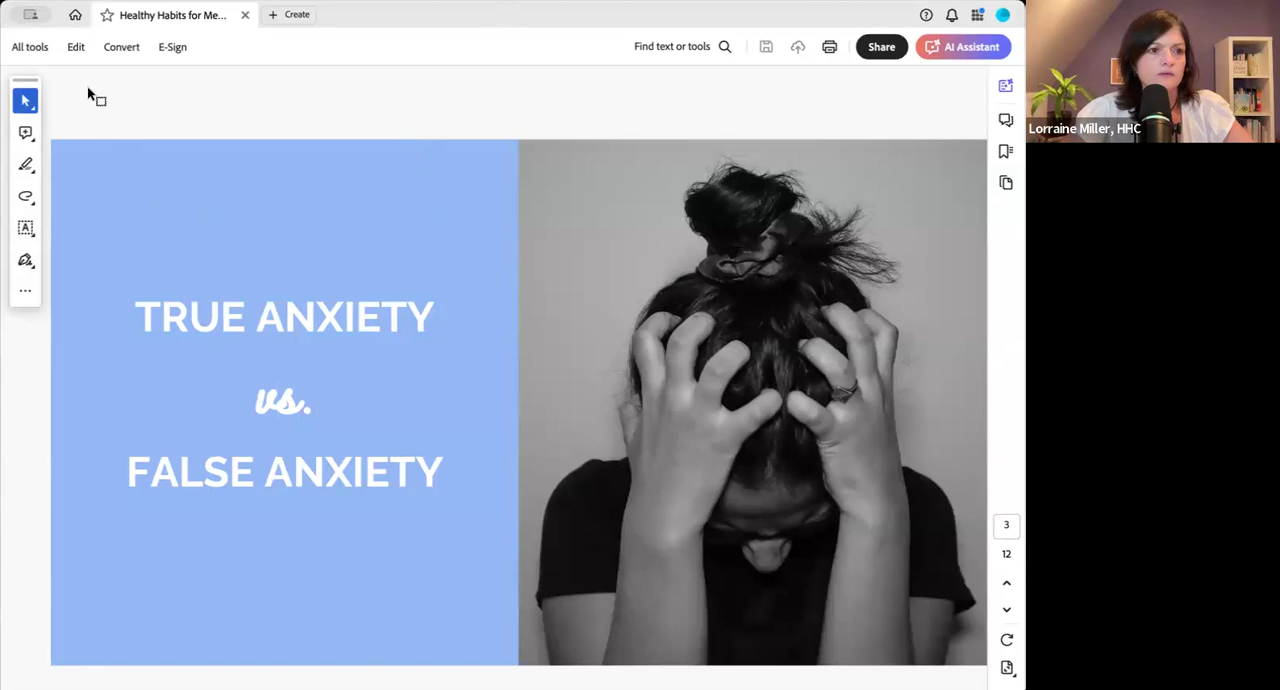 Healthy Habits for Me...
Create
All tools
Edit
Convert
E-Sign
Find text or tools
Share
AI Assistant
Lorraine Miller, HHC
TRUE ANXIETY
vs.
FALSE ANXIETY
3
12